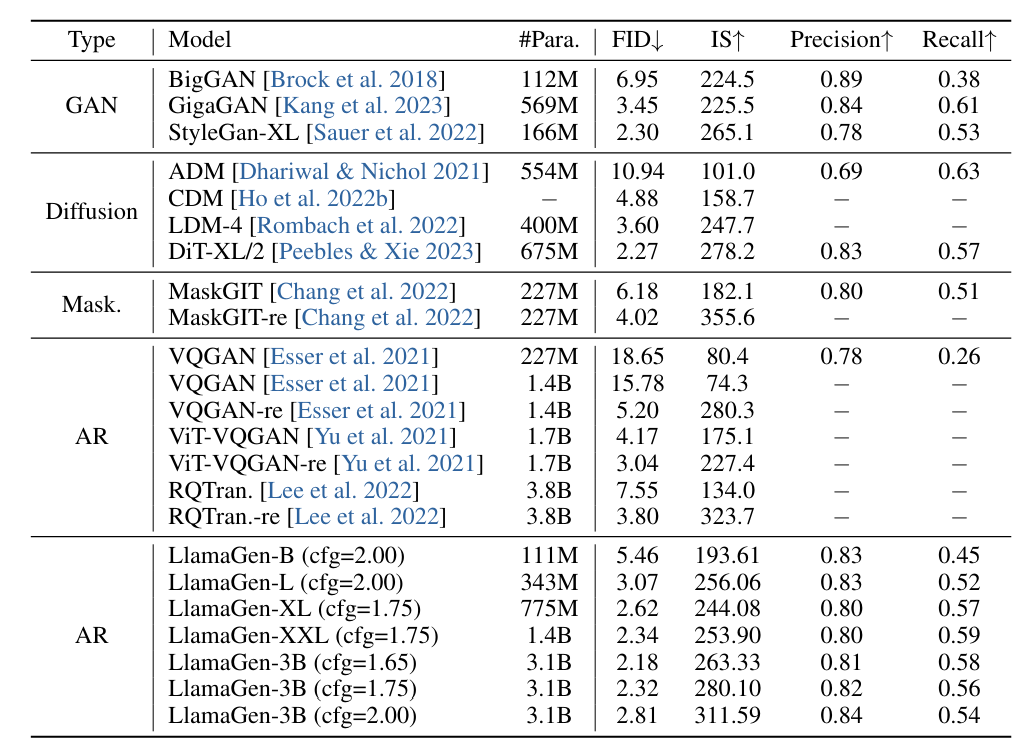 Type Model #Para. FID↓ IS↑ Precision↑ Recall↑
GAN
BigGAN [Brock et al. 2018] 112M 6.95 224.5 0.89 0.38
GigaGAN [Kang et al. 2023] 569M 3.45 225.5 0.84 0.61
StyleGan-XL [Sauer et al. 2022] 166M 2.30 265.1 0.78 0.53
Diffusion
ADM [Dhariwal & Nichol 2021] 554M 10.94 101.0 0.69 0.63
CDM [Ho et al. 2022b] − 4.88 158.7 − −
LDM-4 [Rombach et al. 2022] 400M 3.60 247.7 − −
DiT-XL/2 [Peebles & Xie 2023] 675M 2.27 278.2 0.83 0.57
Mask.
MaskGIT [Chang et al. 2022] 227M 6.18 182.1 0.80 0.51
MaskGIT-re [Chang et al. 2022] 227M 4.02 355.6 − −
AR
VQGAN [Esser et al. 2021] 227M 18.65 80.4 0.78 0.26
VQGAN [Esser et al. 2021] 1.4B 15.78 74.3 − −
VQGAN-re [Esser et al. 2021] 1.4B 5.20 280.3 − −
ViT-VQGAN [Yu et al. 2021] 1.7B 4.17 175.1 − −
ViT-VQGAN-re [Yu et al. 2021] 1.7B 3.04 227.4 − −
RQTran. [Lee et al. 2022] 3.8B 7.55 134.0 − −
RQTran.-re [Lee et al. 2022] 3.8B 3.80 323.7 − −
AR
LlamaGen-B (cfg=2.00) 111M 5.46 193.61 0.83 0.45
LlamaGen-L (cfg=2.00) 343M 3.07 256.06 0.83 0.52
LlamaGen-XL (cfg=1.75) 775M 2.62 244.08 0.80 0.57
LlamaGen-XXL (cfg=1.75) 1.4B 2.34 253.90 0.80 0.59
LlamaGen-3B (cfg=1.65) 3.1B 2.18 263.33 0.81 0.58
LlamaGen-3B (cfg=1.75) 3.1B 2.32 280.10 0.82 0.56
LlamaGen-3B (cfg=2.00) 3.1B 2.81 311.59 0.84 0.54